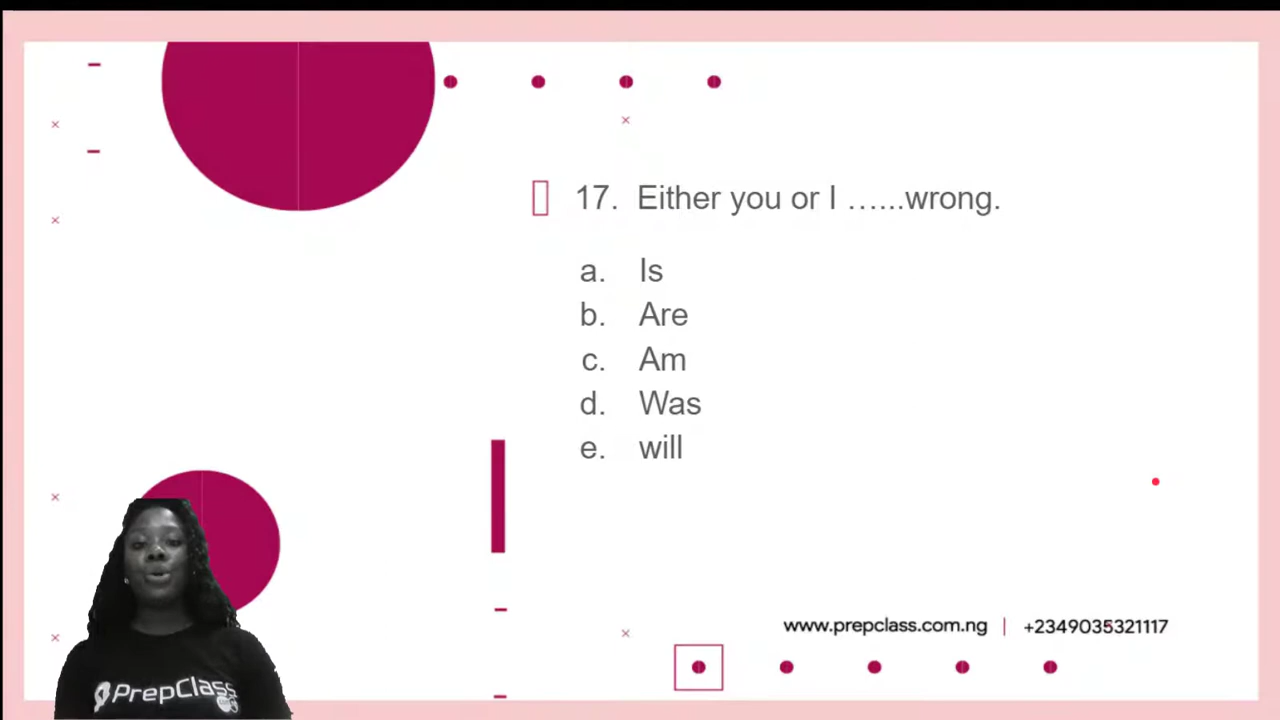 17. Either you or I …...wrong.
a. Is
b. Are
c. Am
d. Was
e. will
www.prepclass.com.ng | +2349035321117
PrepClass